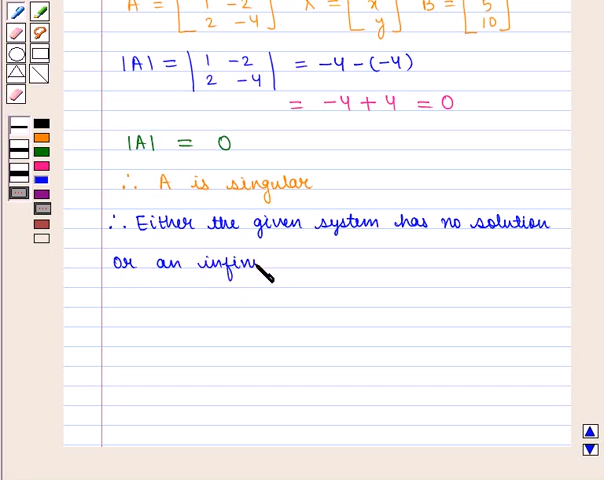 A = [1 -2 2 -4] X = [x y] B = [5 10]
|A| = |1 -2 2 -4| = -4 - (-4)
= -4 + 4 = 0
|A| = 0
∴ A is singular
∴ Either the given system has no solution
or an infin